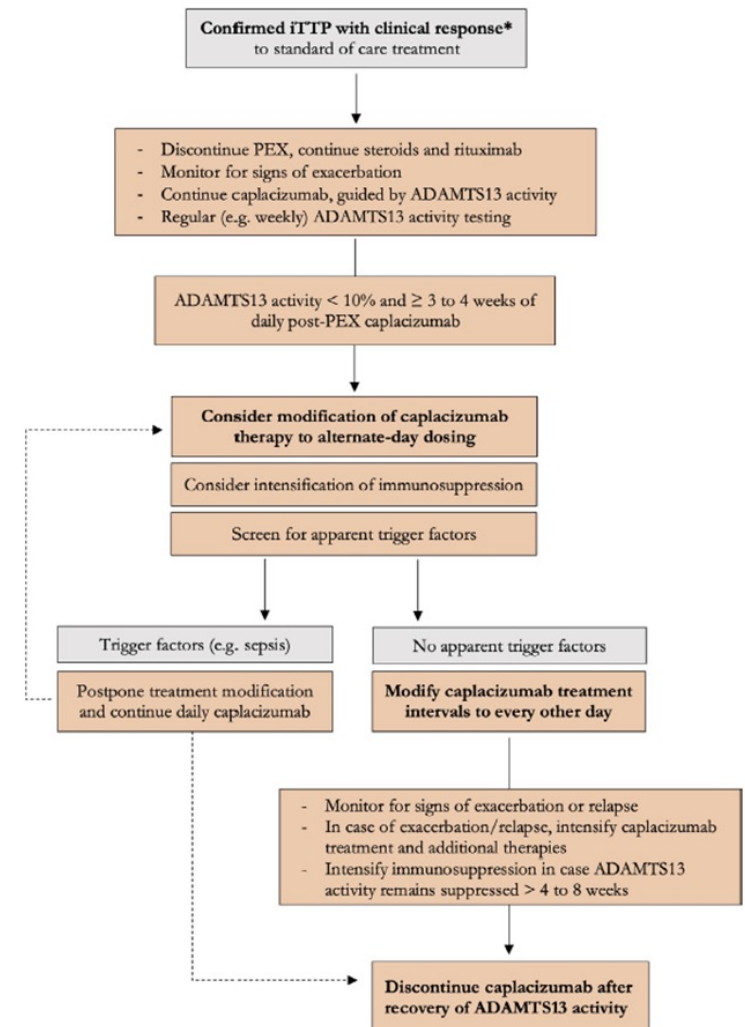 Confirmed iTTP with clinical response*
to standard of care treatment
- Discontinue PEX, continue steroids and rituximab
- Monitor for signs of exacerbation
- Continue caplacizumab, guided by ADAMTS13 activity
- Regular (e.g. weekly) ADAMTS13 activity testing
ADAMTS13 activity < 10% and ≥ 3 to 4 weeks of
daily post-PEX caplacizumab
Consider modification of caplacizumab
therapy to alternate-day dosing
Consider intensification of immunosuppression
Screen for apparent trigger factors
Trigger factors (e.g. sepsis)
Postpone treatment modification
and continue daily caplacizumab
No apparent trigger factors
Modify caplacizumab treatment
intervals to every other day
- Monitor for signs of exacerbation or relapse
- In case of exacerbation/relapse, intensify caplacizumab
treatment and additional therapies
- Intensify immunosuppression in case ADAMTS13
activity remains suppressed > 4 to 8 weeks
Discontinue caplacizumab after
recovery of ADAMTS13 activity